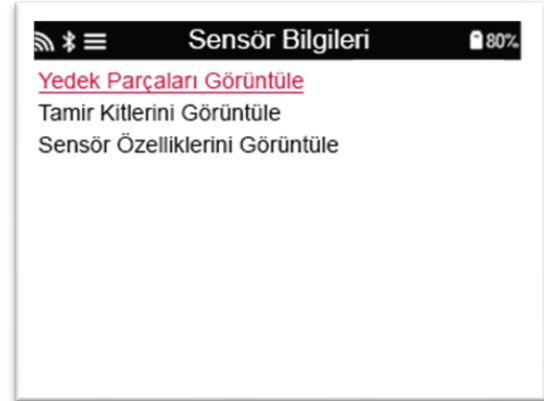 Sensör Bilgileri 80%
Yedek Parçaları Görüntüle
Tamir Kitlerini Görüntüle
Sensör Özelliklerini Görüntüle